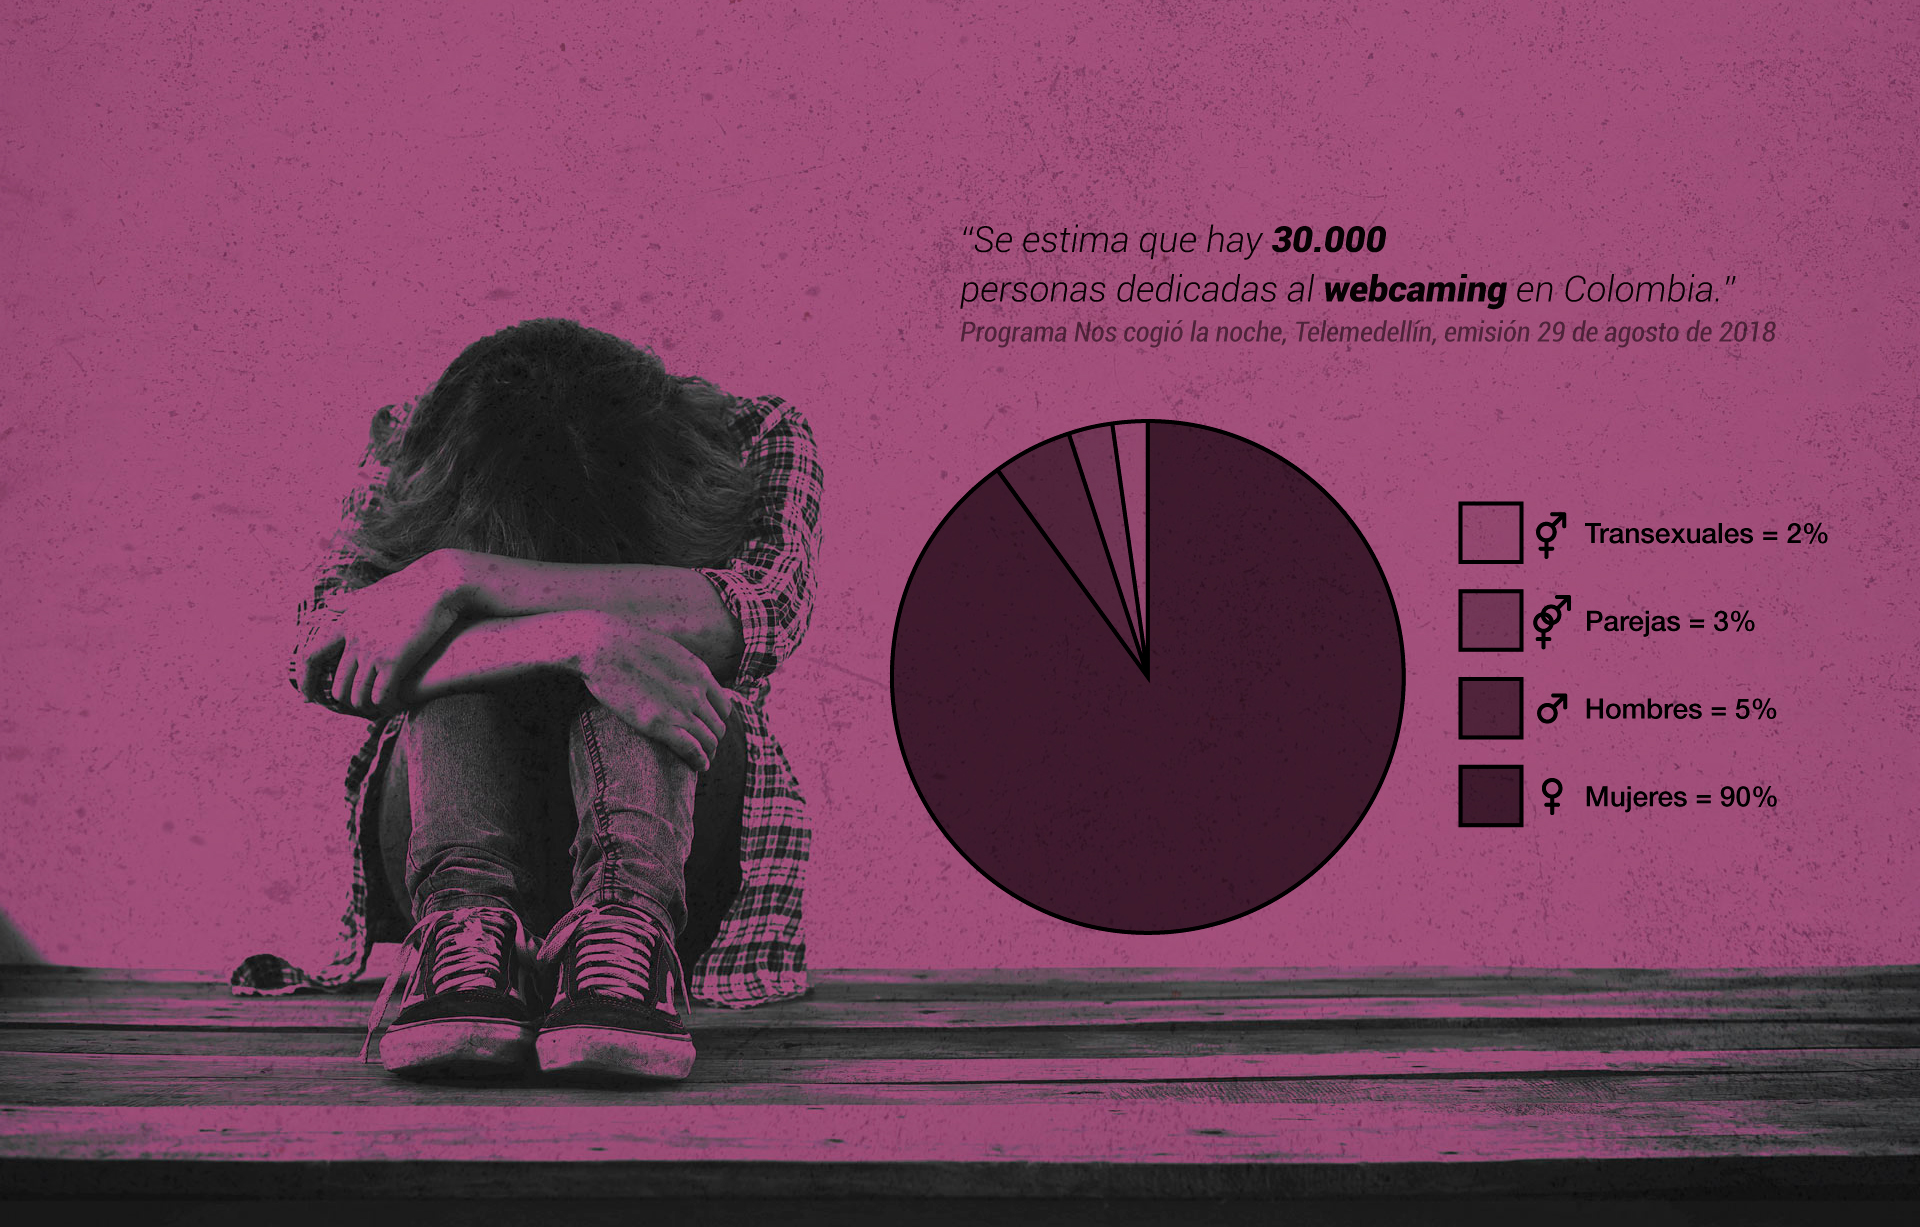 “Se estima que hay 30.000
personas dedicadas al webcaming en Colombia.”
Programa Nos cogió la noche, Telemedellín, emisión 29 de agosto de 2018
Transexuales = 2%
Parejas = 3%
Hombres = 5%
Mujeres = 90%